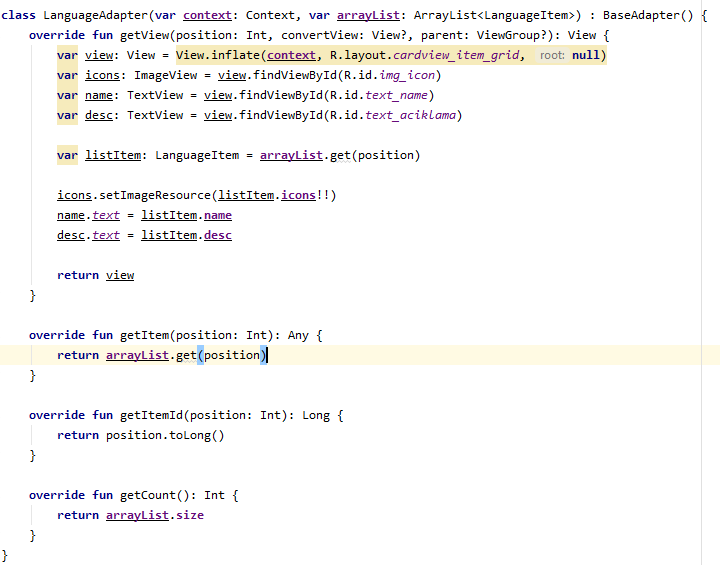 class LanguageAdapter(var context: Context, var arrayList: ArrayList<LanguageItem>) : BaseAdapter() {
    override fun getView(position: Int, convertView: View?, parent: ViewGroup?): View {
        var view: View = View.inflate(context, R.layout.cardview_item_grid, root: null)
        var icons: ImageView = view.findViewById(R.id.img_icon)
        var name: TextView = view.findViewById(R.id.text_name)
        var desc: TextView = view.findViewById(R.id.text_aciklama)

        var listItem: LanguageItem = arrayList.get(position)

        icons.setImageResource(listItem.icons!!)
        name.text = listItem.name
        desc.text = listItem.desc

        return view
    }

    override fun getItem(position: Int): Any {
        return arrayList.get(position)
    }

    override fun getItemId(position: Int): Long {
        return position.toLong()
    }

    override fun getCount(): Int {
        return arrayList.size
    }
}